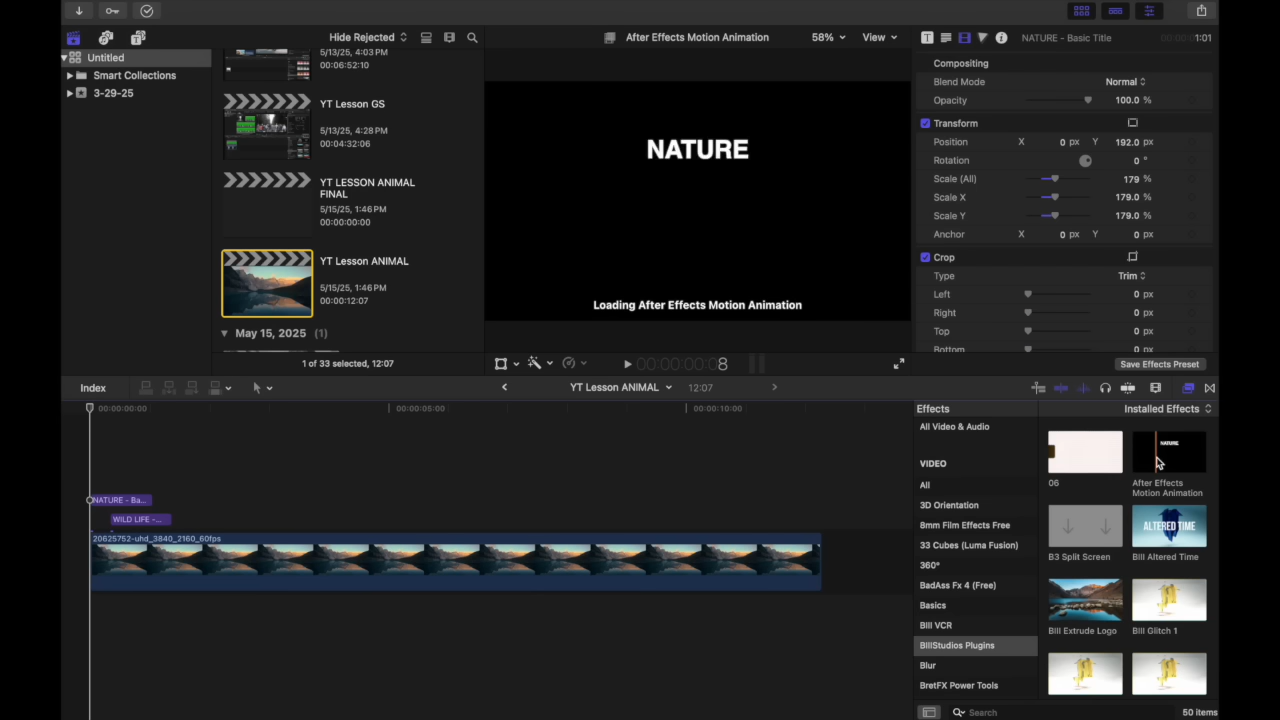 Hide Rejected
After Effects Motion Animation
58%
View
NATURE - Basic Title
1:01
Untitled
Smart Collections
3-29-25
5/13/25, 4:03 PM
00:06:52:10
YT Lesson GS
5/13/25, 4:28 PM
00:04:32:06
YT LESSON ANIMAL
FINAL
5/15/25, 1:46 PM
00:00:00:00
YT Lesson ANIMAL
5/15/25, 1:46 PM
00:00:12:07
May 15, 2025 (1)
1 of 33 selected, 12:07
NATURE
Loading After Effects Motion Animation
00:00:00:08
Compositing
Blend Mode Normal
Opacity 100.0 %
Transform
Position X 0 px Y 192.0 px
Rotation 0 °
Scale (All) 179 %
Scale X 179.0 %
Scale Y 179.0 %
Anchor X 0 px Y 0 px
Crop
Type Trim
Left 0 px
Right 0 px
Top 0 px
Bottom 0 px
Save Effects Preset
Index
YT Lesson ANIMAL
12:07
00:00:00:00
00:00:05:00
00:00:10:00
NATURE - Ba...
WILD LIFE -...
20625752-uhd_3840_2160_60fps
Effects
Installed Effects
All Video & Audio
VIDEO
All
3D Orientation
8mm Film Effects Free
33 Cubes (Luma Fusion)
360°
BadAss Fx 4 (Free)
Basics
Bill VCR
BillStudios Plugins
Blur
BretFX Power Tools
NATURE
06
After Effects
Motion Animation
ALTERED TIME
B3 Split Screen
Bill Altered Time
Bill Extrude Logo
Bill Glitch 1
Search
50 items